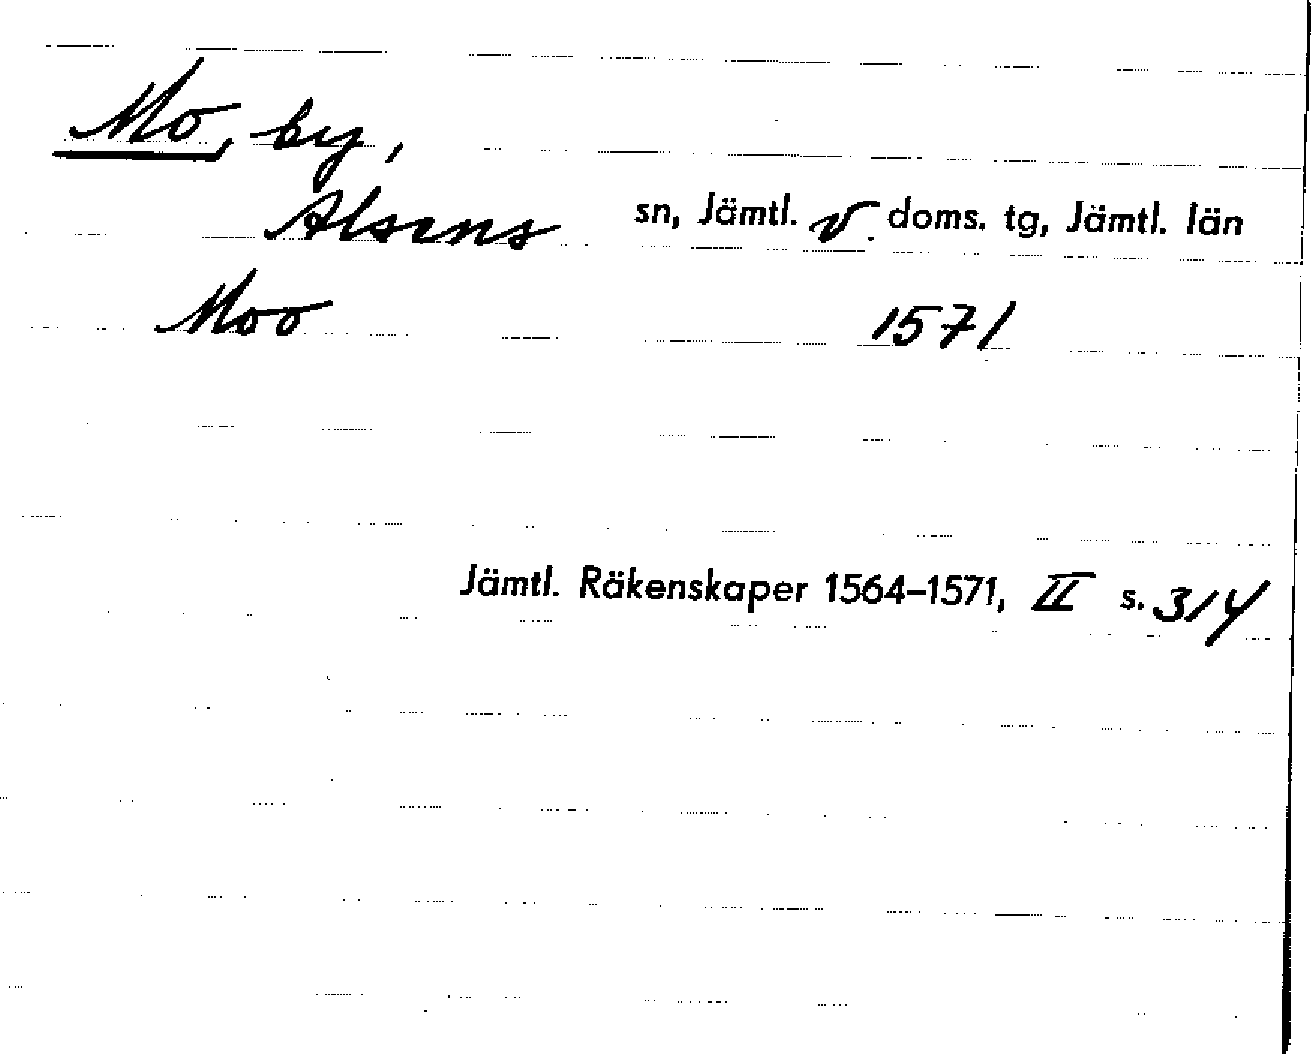 Mo, by,
Alsens sn, Jämtl. v. doms. tg, Jämtl. län
Moo 1571
Jämtl. Räkenskaper 1564-1571, II s. 314